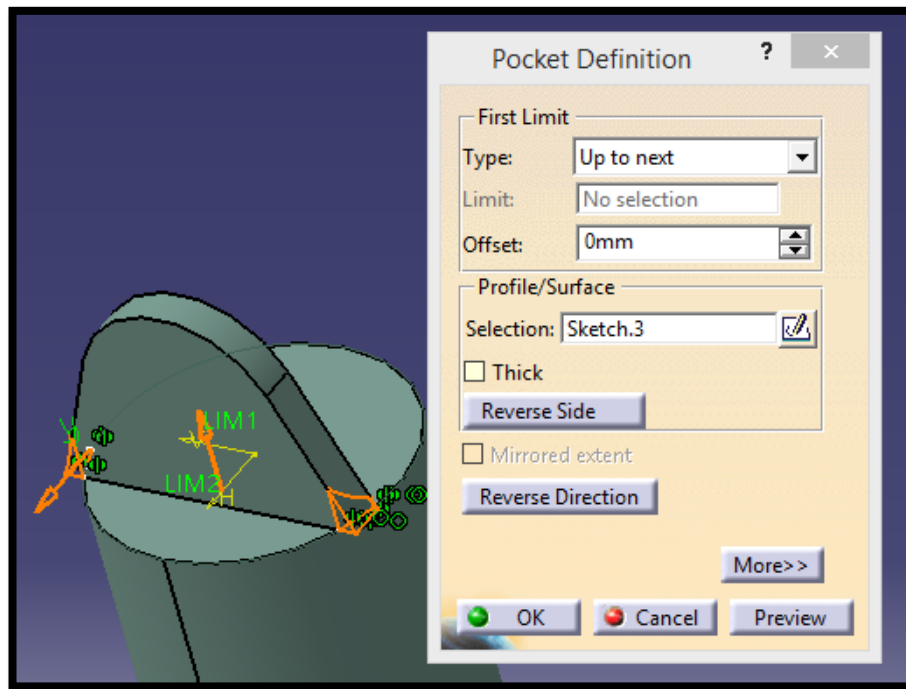 Pocket Definition ? ×
First Limit
Type: Up to next
Limit: No selection
Offset: 0mm
Profile/Surface
Selection: Sketch.3
Thick
Reverse Side
Mirrored extent
Reverse Direction
More>>
OK Cancel Preview
LIM1
LIM2
V
H